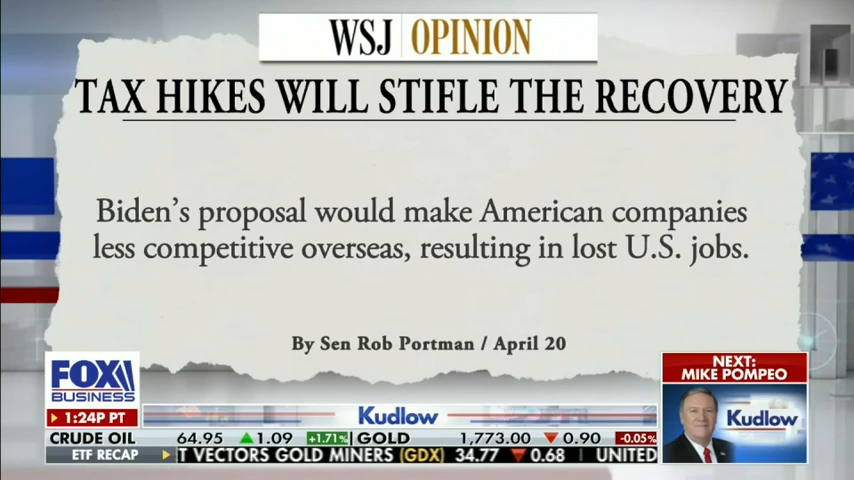 WSJ OPINION
TAX HIKES WILL STIFLE THE RECOVERY
Biden's proposal would make American companies
less competitive overseas, resulting in lost U.S. jobs.
By Sen Rob Portman / April 20
FOX
BUSINESS
1:24P PT
Kudlow
NEXT:
MIKE POMPEO
Kudlow
CRUDE OIL 64.95 1.09 +1.71% GOLD 1,773.00 0.90 -0.05%
ETF RECAP T VECTORS GOLD MINERS (GDX) 34.77 0.68 UNITED